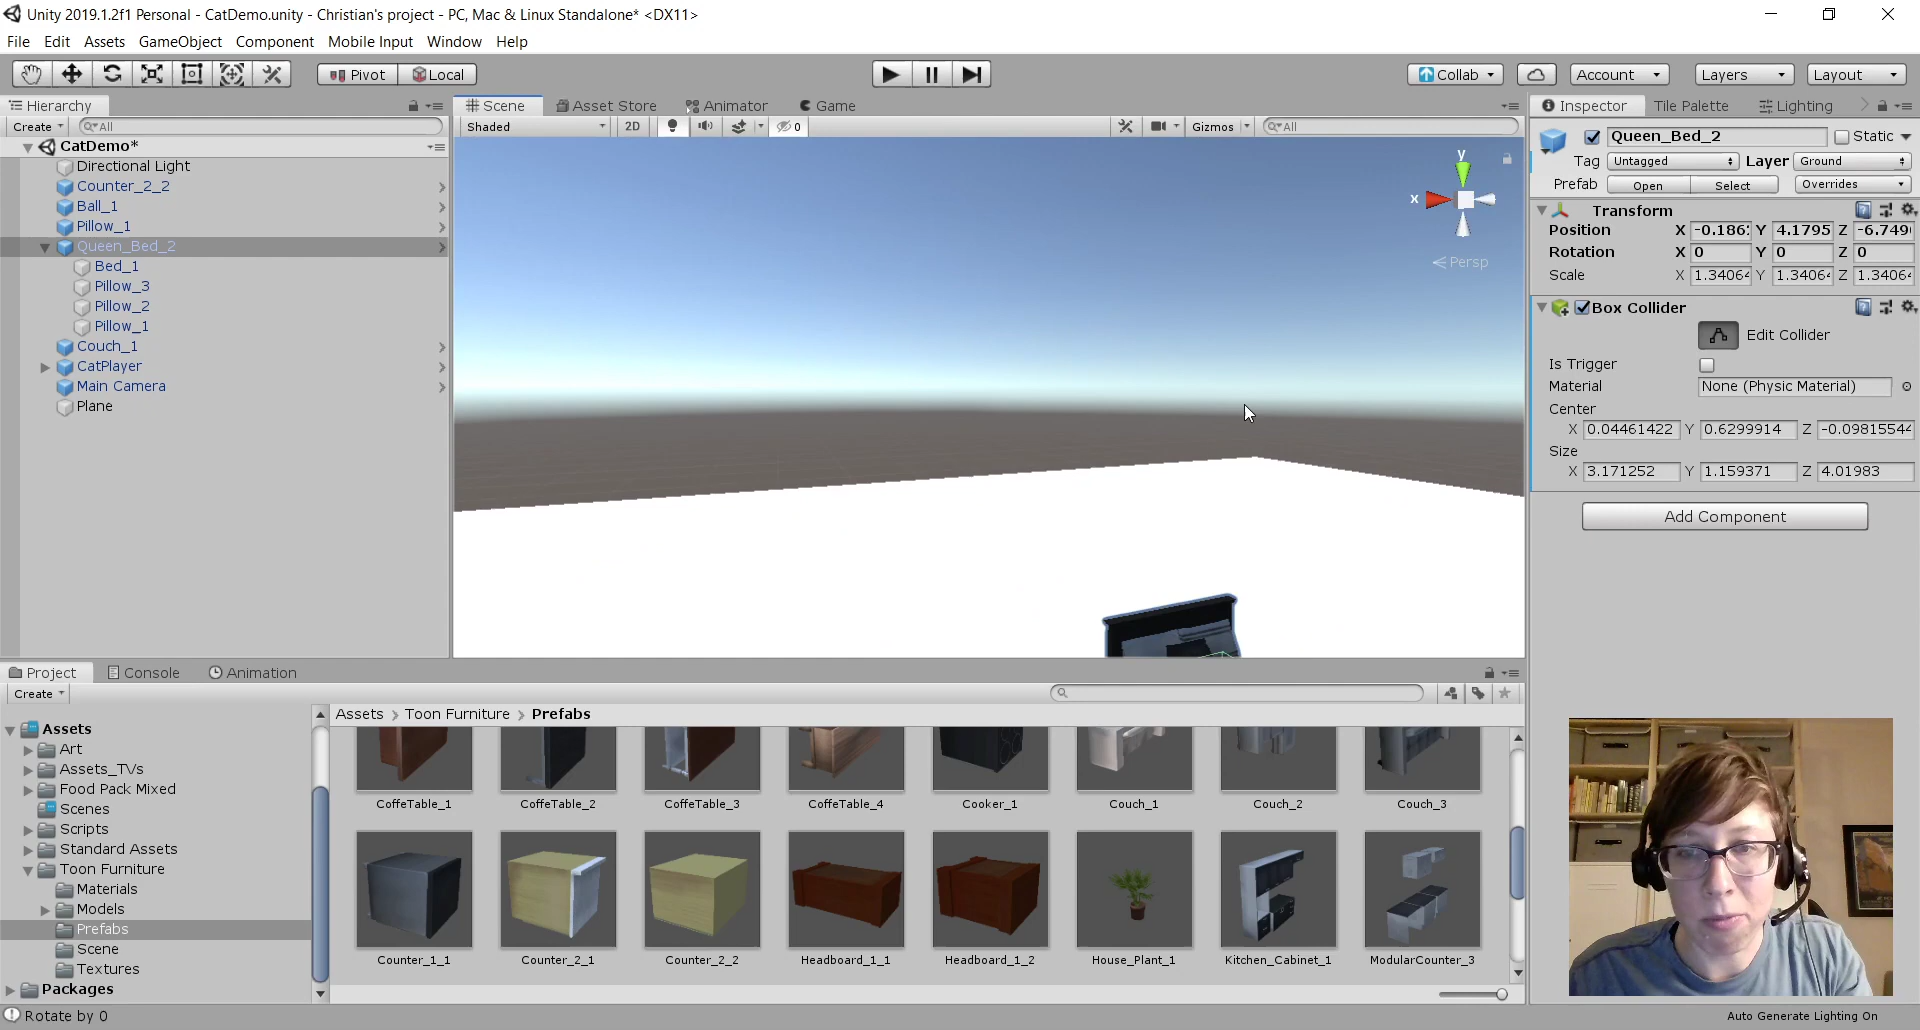 Unity 2019.1.2f1 Personal - CatDemo.unity - Christian's project - PC, Mac & Linux Standalone* <DX11>
File Edit Assets GameObject Component Mobile Input Window Help
Pivot Local Collab Account Layers Layout
Hierarchy
Create All
CatDemo*
Directional Light
Counter_2_2
Ball_1
Pillow_1
Queen_Bed_2
Bed_1
Pillow_3
Pillow_2
Pillow_1
Couch_1
CatPlayer
Main Camera
Plane
Scene Asset Store Animator Game
Shaded 2D 0 Gizmos All
y
x
Persp
Inspector Tile Palette Lighting
Queen_Bed_2 Static
Tag Untagged Layer Ground
Prefab Open Select Overrides
Transform
Position X -0.186 Y 4.1795 Z -6.749
Rotation X 0 Y 0 Z 0
Scale X 1.3406 Y 1.3406 Z 1.3406
Box Collider
Edit Collider
Is Trigger
Material None (Physic Material)
Center
X 0.04461422 Y 0.6299914 Z -0.0981554
Size
X 3.171252 Y 1.159371 Z 4.01983
Add Component
Project Console Animation
Create
Assets
Art
Assets_TVs
Food Pack Mixed
Scenes
Scripts
Standard Assets
Toon Furniture
Materials
Models
Prefabs
Scene
Textures
Packages
Assets > Toon Furniture > Prefabs
CoffeTable_1 CoffeTable_2 CoffeTable_3 CoffeTable_4 Cooker_1 Couch_1 Couch_2 Couch_3
Counter_1_1 Counter_2_1 Counter_2_2 Headboard_1_1 Headboard_1_2 House_Plant_1 Kitchen_Cabinet_1 ModularCounter_3
Rotate by 0
Auto Generate Lighting On